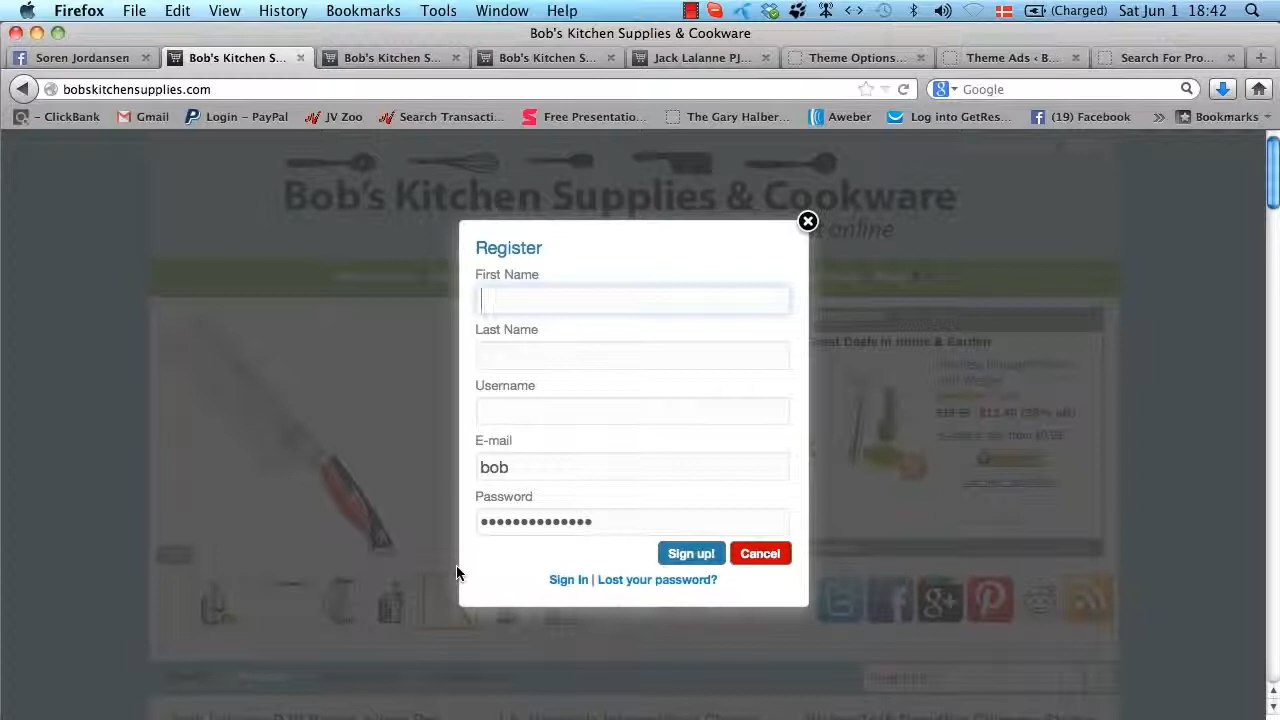 Firefox File Edit View History Bookmarks Tools Window Help (Charged) Sat Jun 1 18:42
Bob's Kitchen Supplies & Cookware
Soren Jordansen Bob's Kitchen S... Bob's Kitchen S... Bob's Kitchen S... Jack Lalanne PJ... Theme Options... Theme Ads ‹ B... Search For Pro...
bobskitchensupplies.com Google
– ClickBank Gmail Login – PayPal JV Zoo Search Transacti... Free Presentatio... The Gary Halber... Aweber Log into GetRes... (19) Facebook » Bookmarks
Bob's Kitchen Supplies & Cookware
online
Register
First Name
Last Name
Username
E-mail
bob
Password
••••••••••••••
Sign up! Cancel
Sign In | Lost your password?
Great Deals in Home & Garden